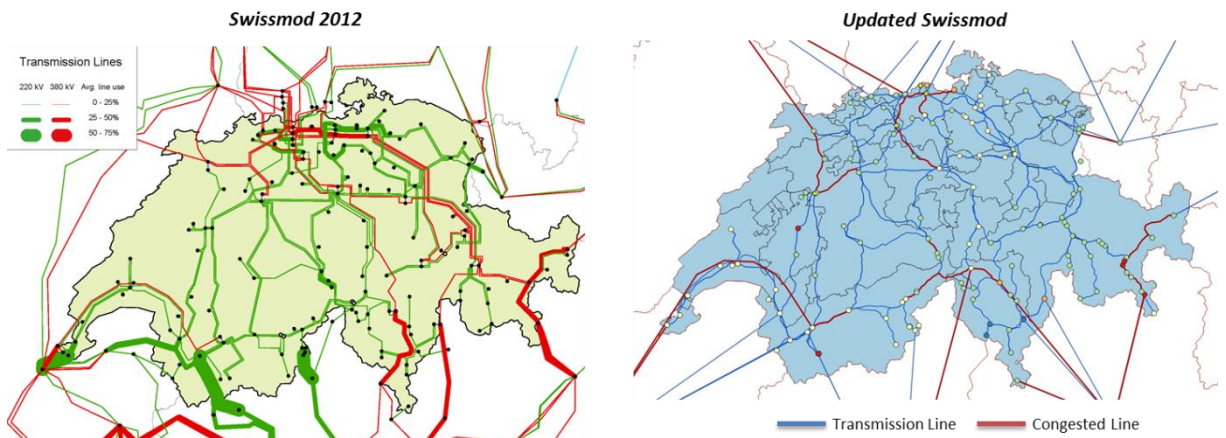 Swissmod 2012
Updated Swissmod
Transmission Lines
220 kV 380 kV Avg. line use
0 - 25%
25 - 50%
50 - 75%
Transmission Line Congested Line